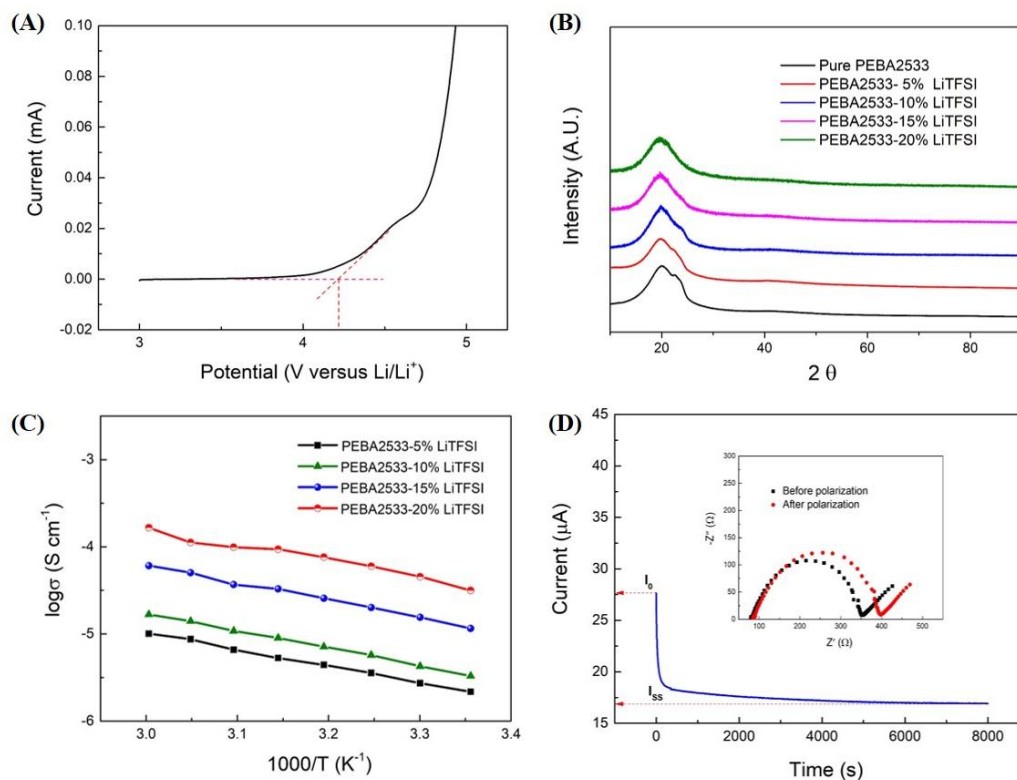 (A)
0.10
0.08
0.06
0.04
0.02
0.00
-0.02
Current (mA)
3
4
5
Potential (V versus Li/Li⁺)
(B)
Pure PEBA2533
PEBA2533- 5% LiTFSI
PEBA2533-10% LiTFSI
PEBA2533-15% LiTFSI
PEBA2533-20% LiTFSI
Intensity (A.U.)
20
40
60
80
2 θ
(C)
PEBA2533-5% LiTFSI
PEBA2533-10% LiTFSI
PEBA2533-15% LiTFSI
PEBA2533-20% LiTFSI
-3
-4
-5
-6
logσ (S cm⁻¹)
3.0
3.1
3.2
3.3
3.4
1000/T (K⁻¹)
(D)
45
40
35
30
25
20
15
Current (μA)
I₀
Iss
0
2000
4000
6000
8000
Time (s)
300
250
200
150
100
50
0
-Z" (Ω)
Before polarization
After polarization
100
200
300
400
500
Z' (Ω)